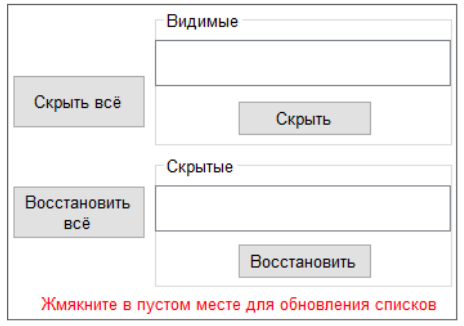 Видимые
Скрыть всё
Скрыть
Скрытые
Восстановить
всё
Восстановить
Жмякните в пустом месте для обновления списков